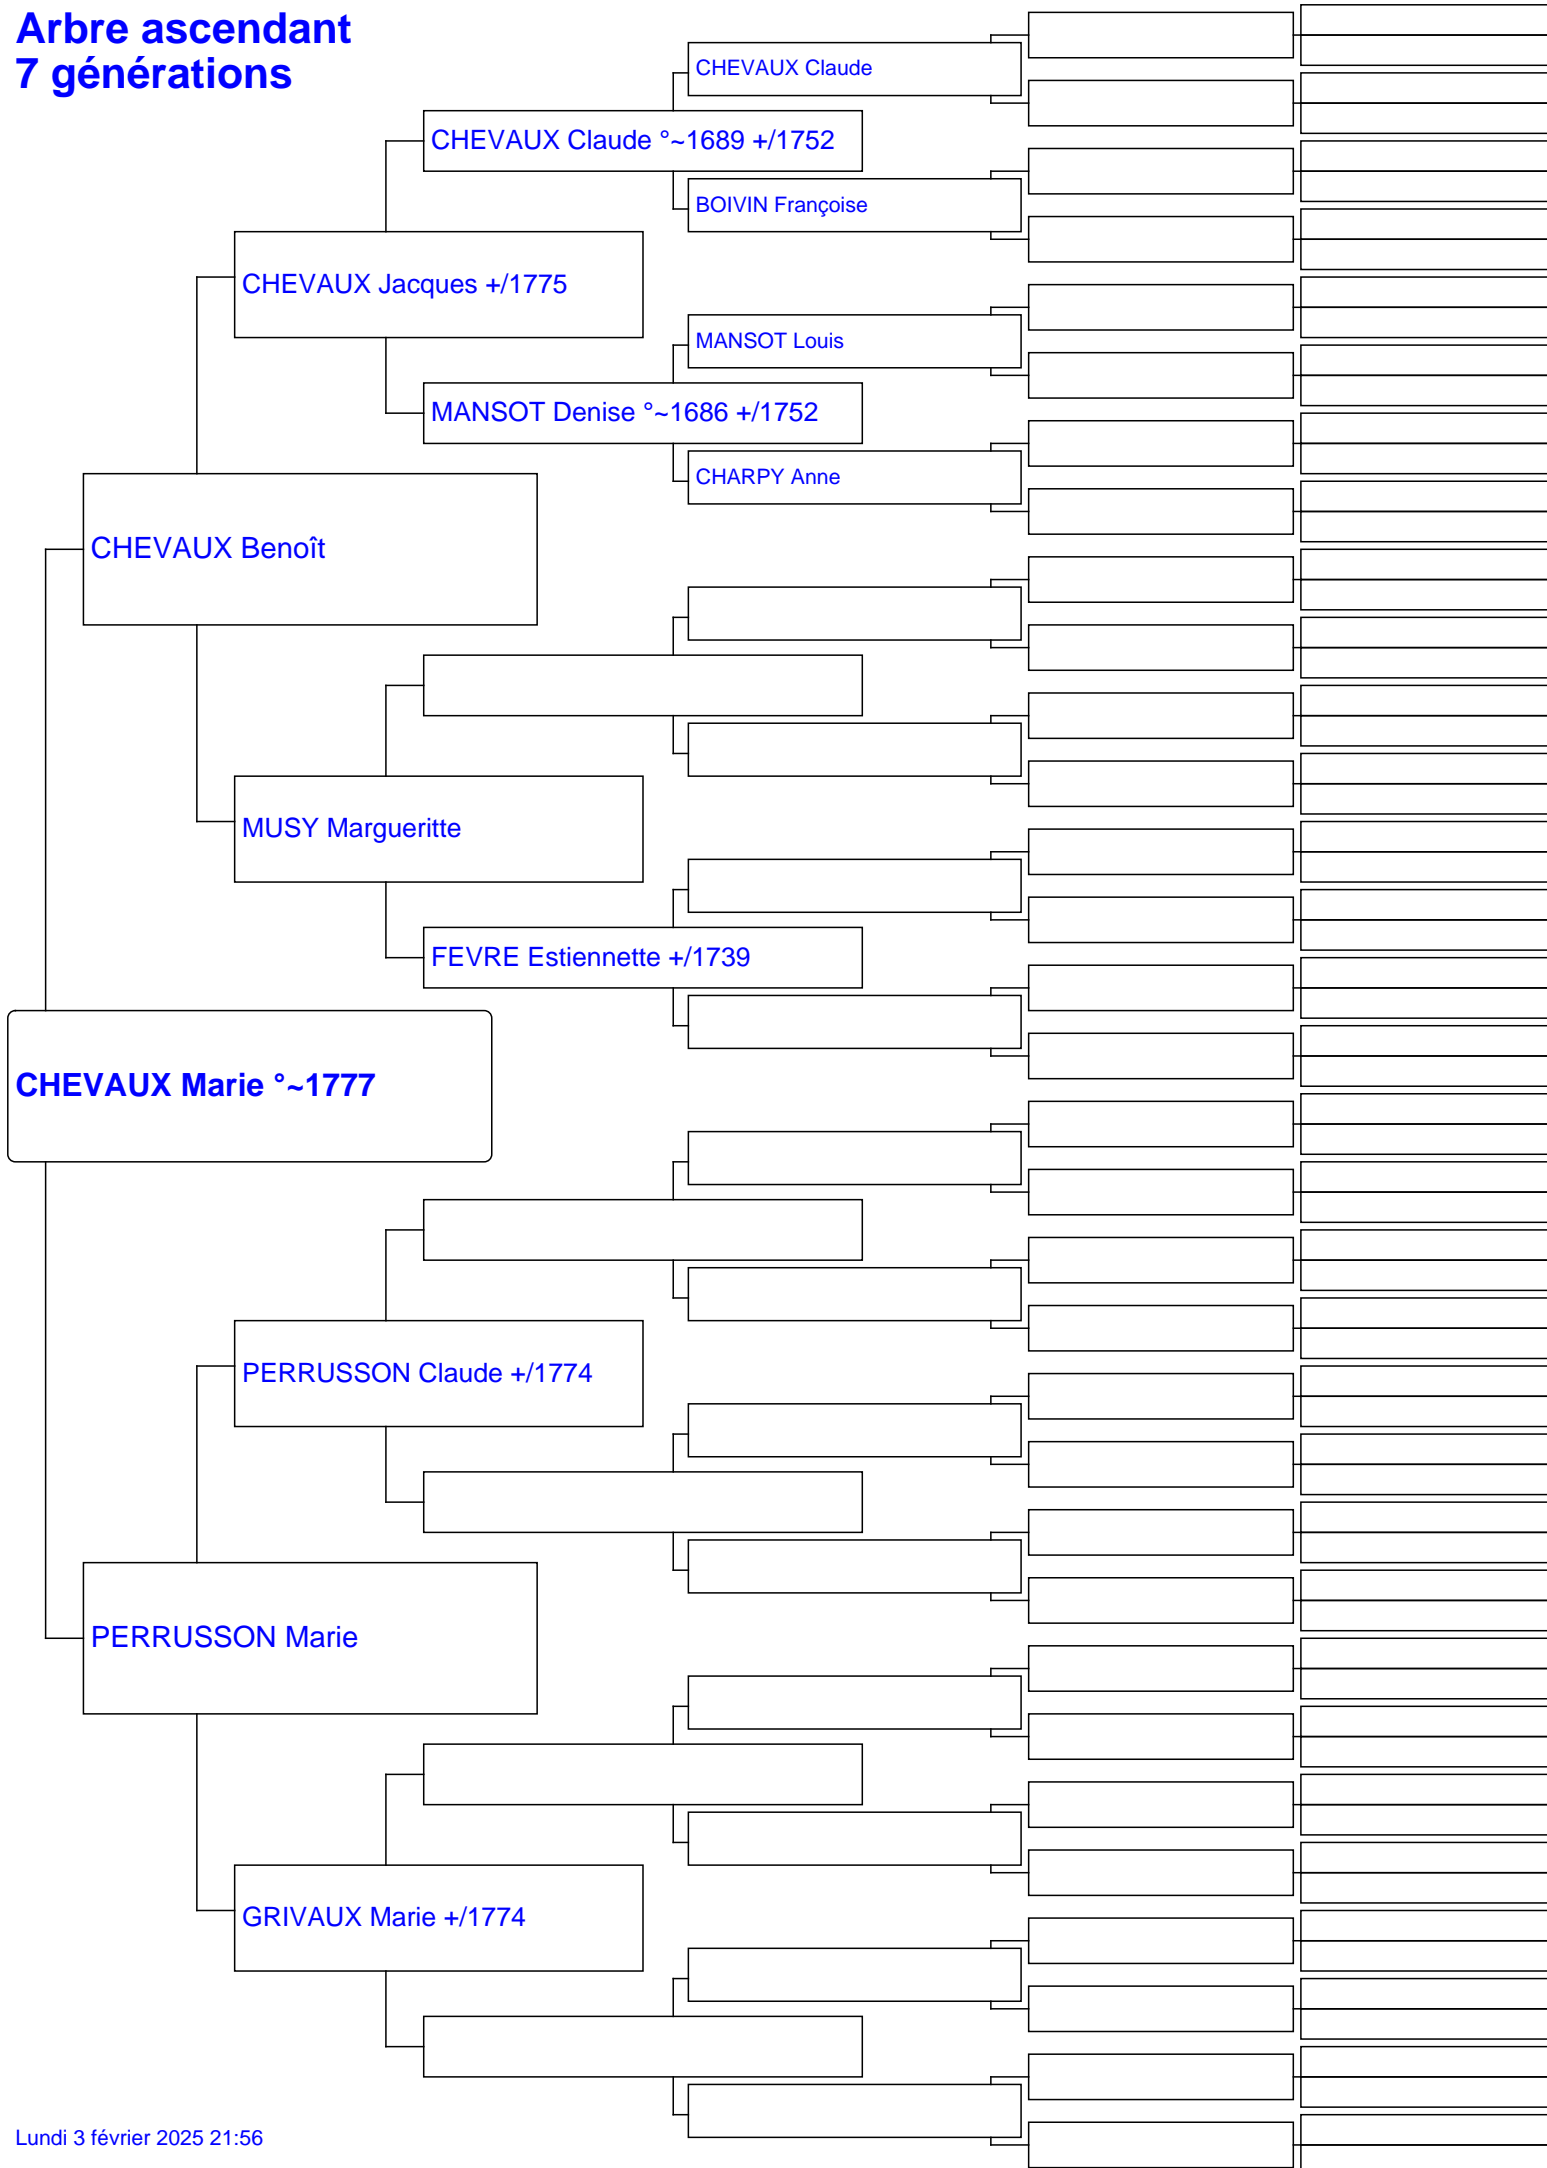 Arbre ascendant
7 générations
CHEVAUX Claude
CHEVAUX Claude °~1689 +/1752
BOIVIN Françoise
CHEVAUX Jacques +/1775
MANSOT Louis
MANSOT Denise °~1686 +/1752
CHARPY Anne
CHEVAUX Benoît
MUSY Margueritte
FEVRE Estiennette +/1739
CHEVAUX Marie °~1777
PERRUSSON Claude +/1774
PERRUSSON Marie
GRIVAUX Marie +/1774
Lundi 3 février 2025 21:56